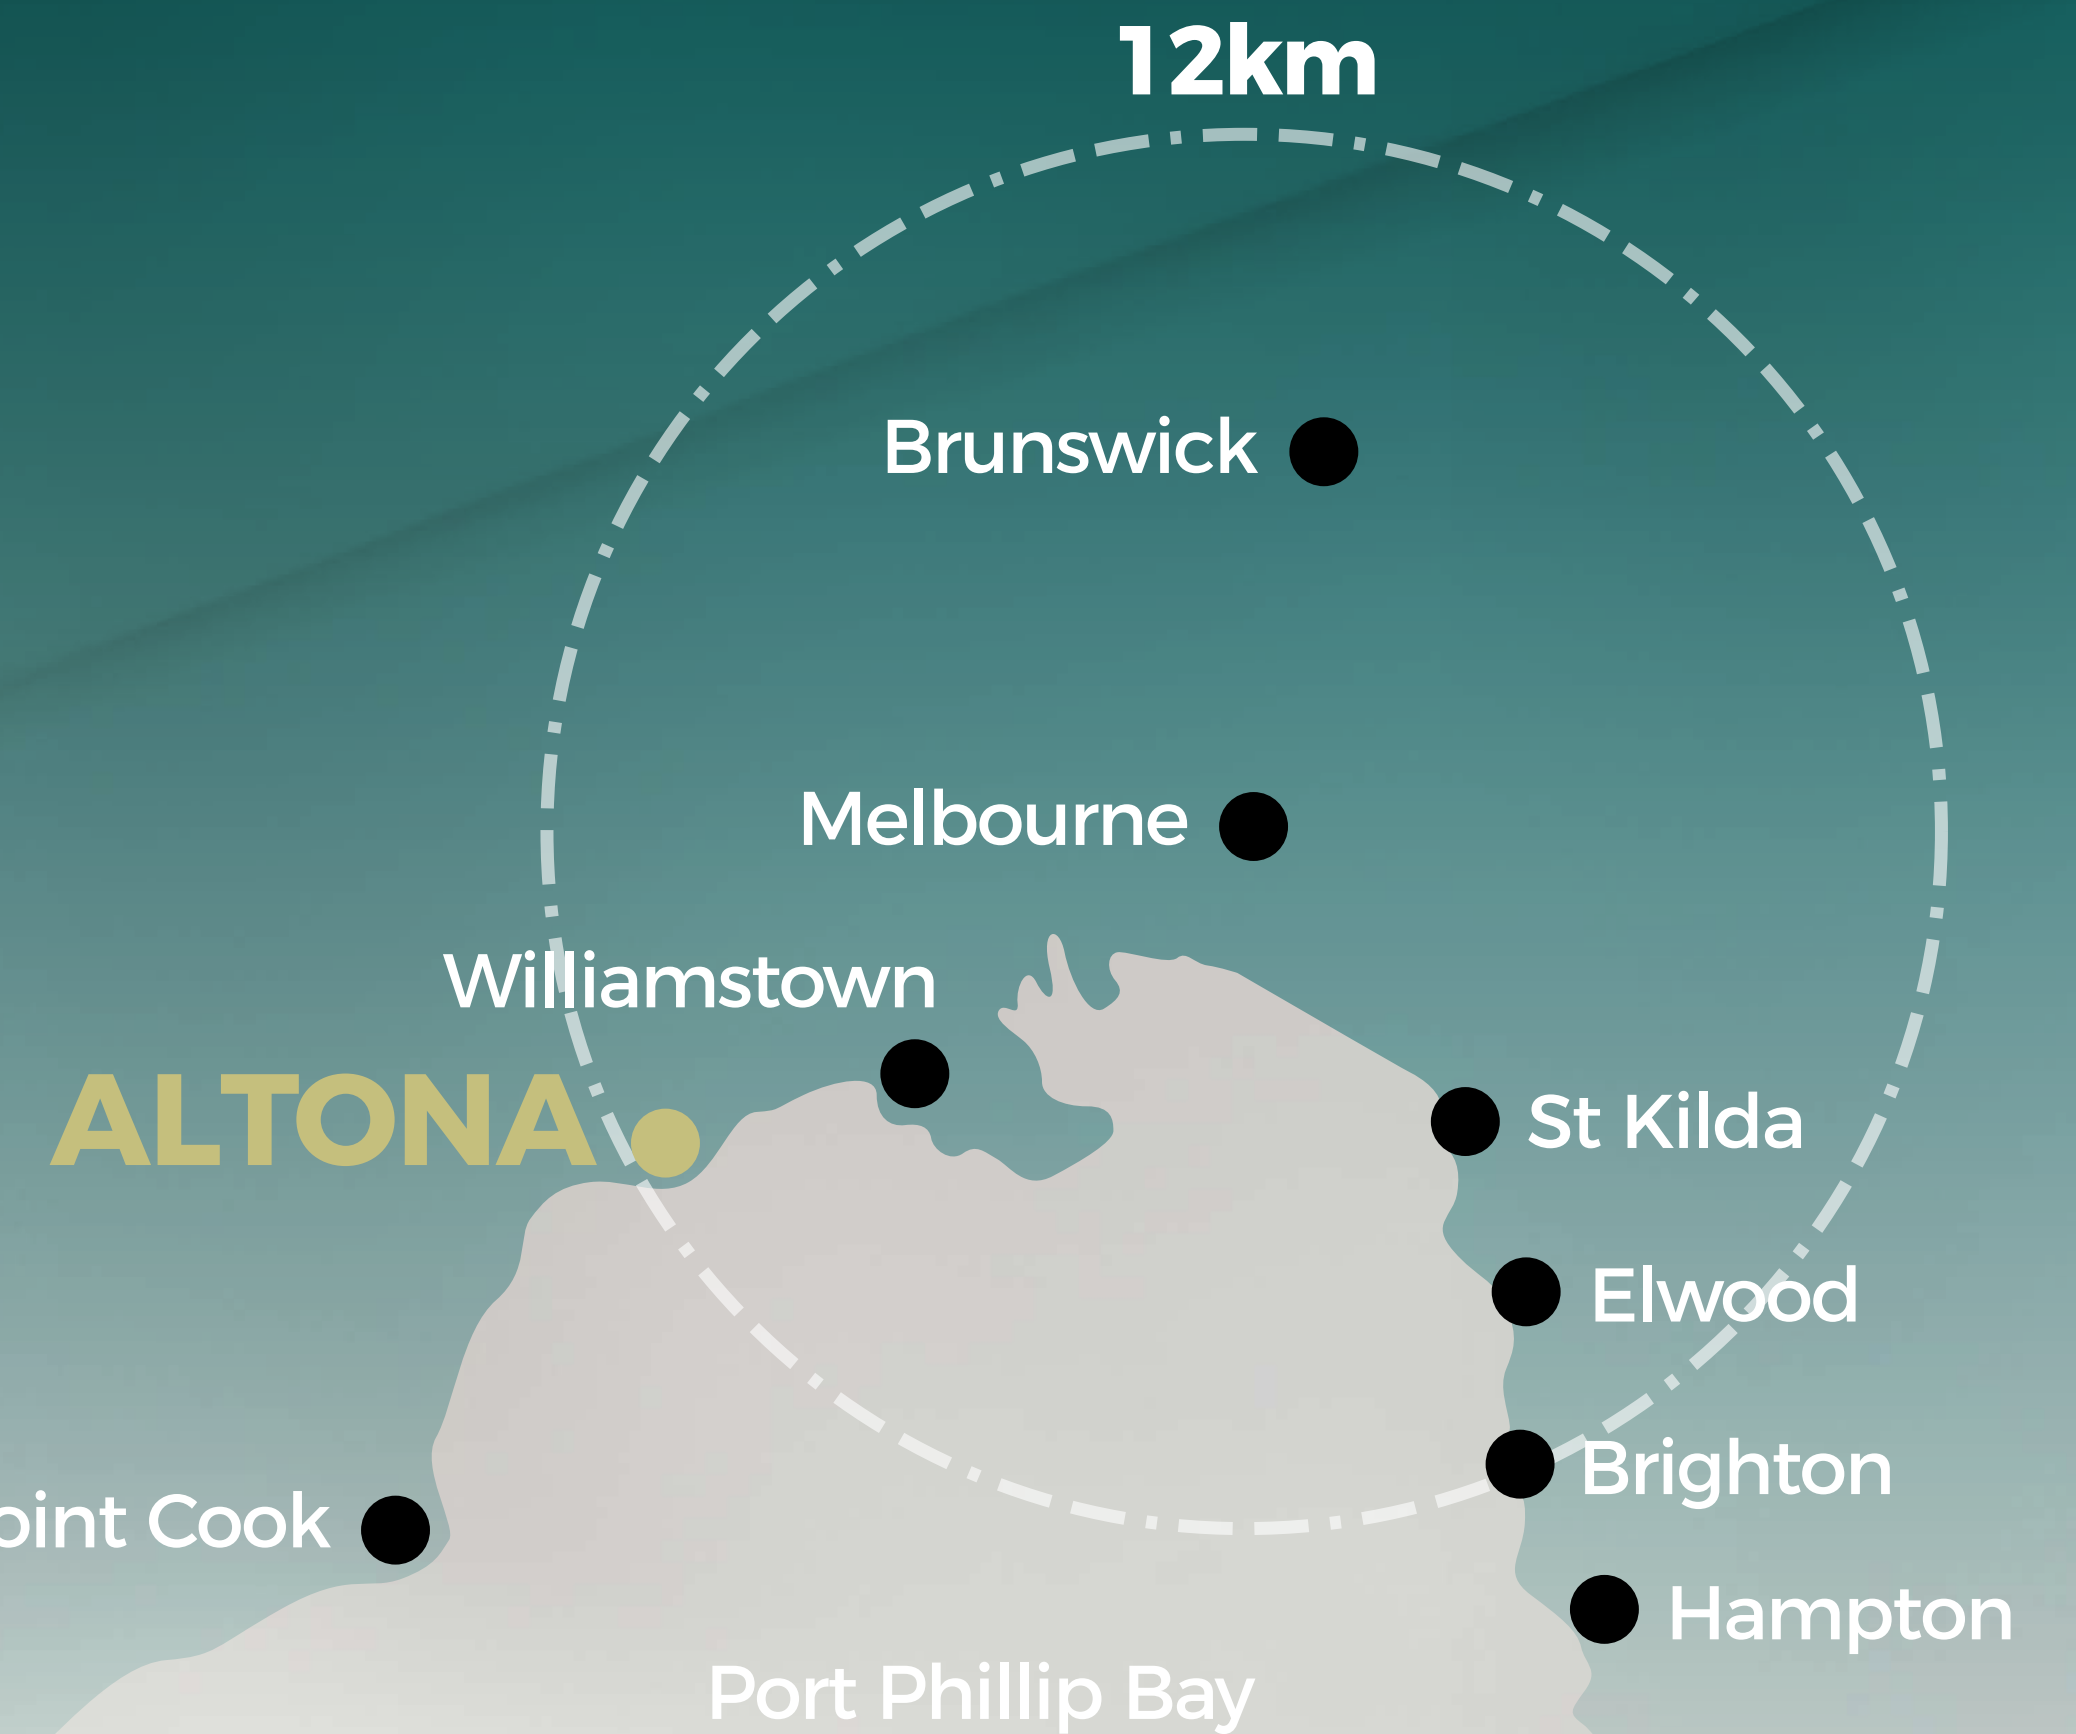 12km
Brunswick
Melbourne
Williamstown
ALTONA
St Kilda
Elwood
Brighton
oint Cook
Hampton
Port Phillip Bay